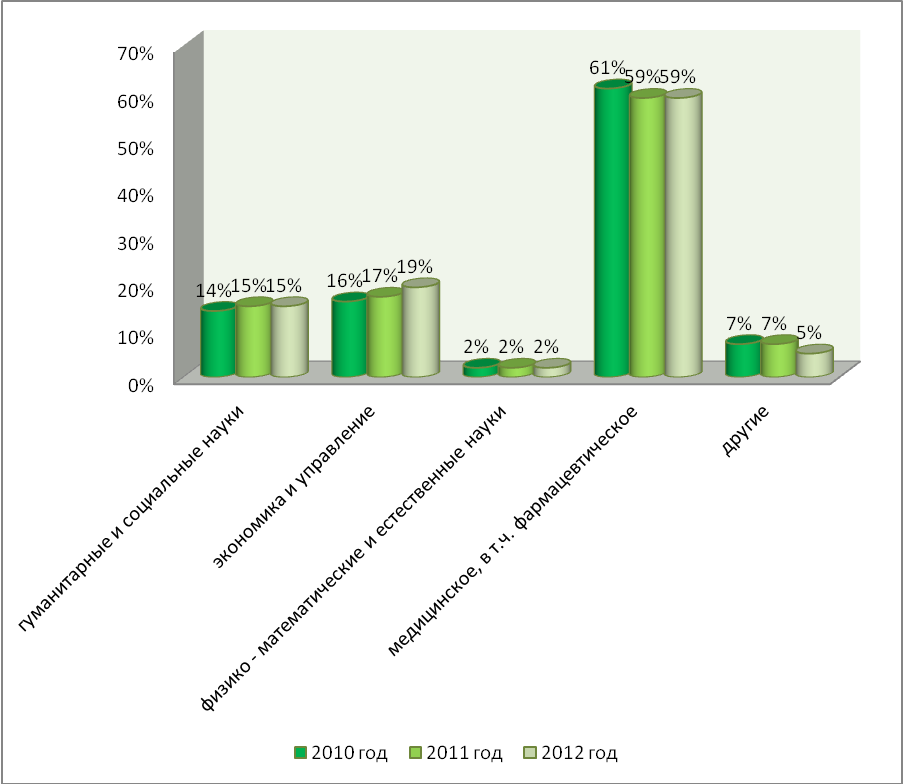 70%
60%
50%
40%
30%
20%
10%
0%
14% 15% 15%
16% 17% 19%
2% 2% 2%
61% 59% 59%
7% 7% 5%
гуманитарные и социальные науки
экономика и управление
физико - математические и естественные науки
медицинское, в т.ч. фармацевтическое
другие
2010 год 2011 год 2012 год